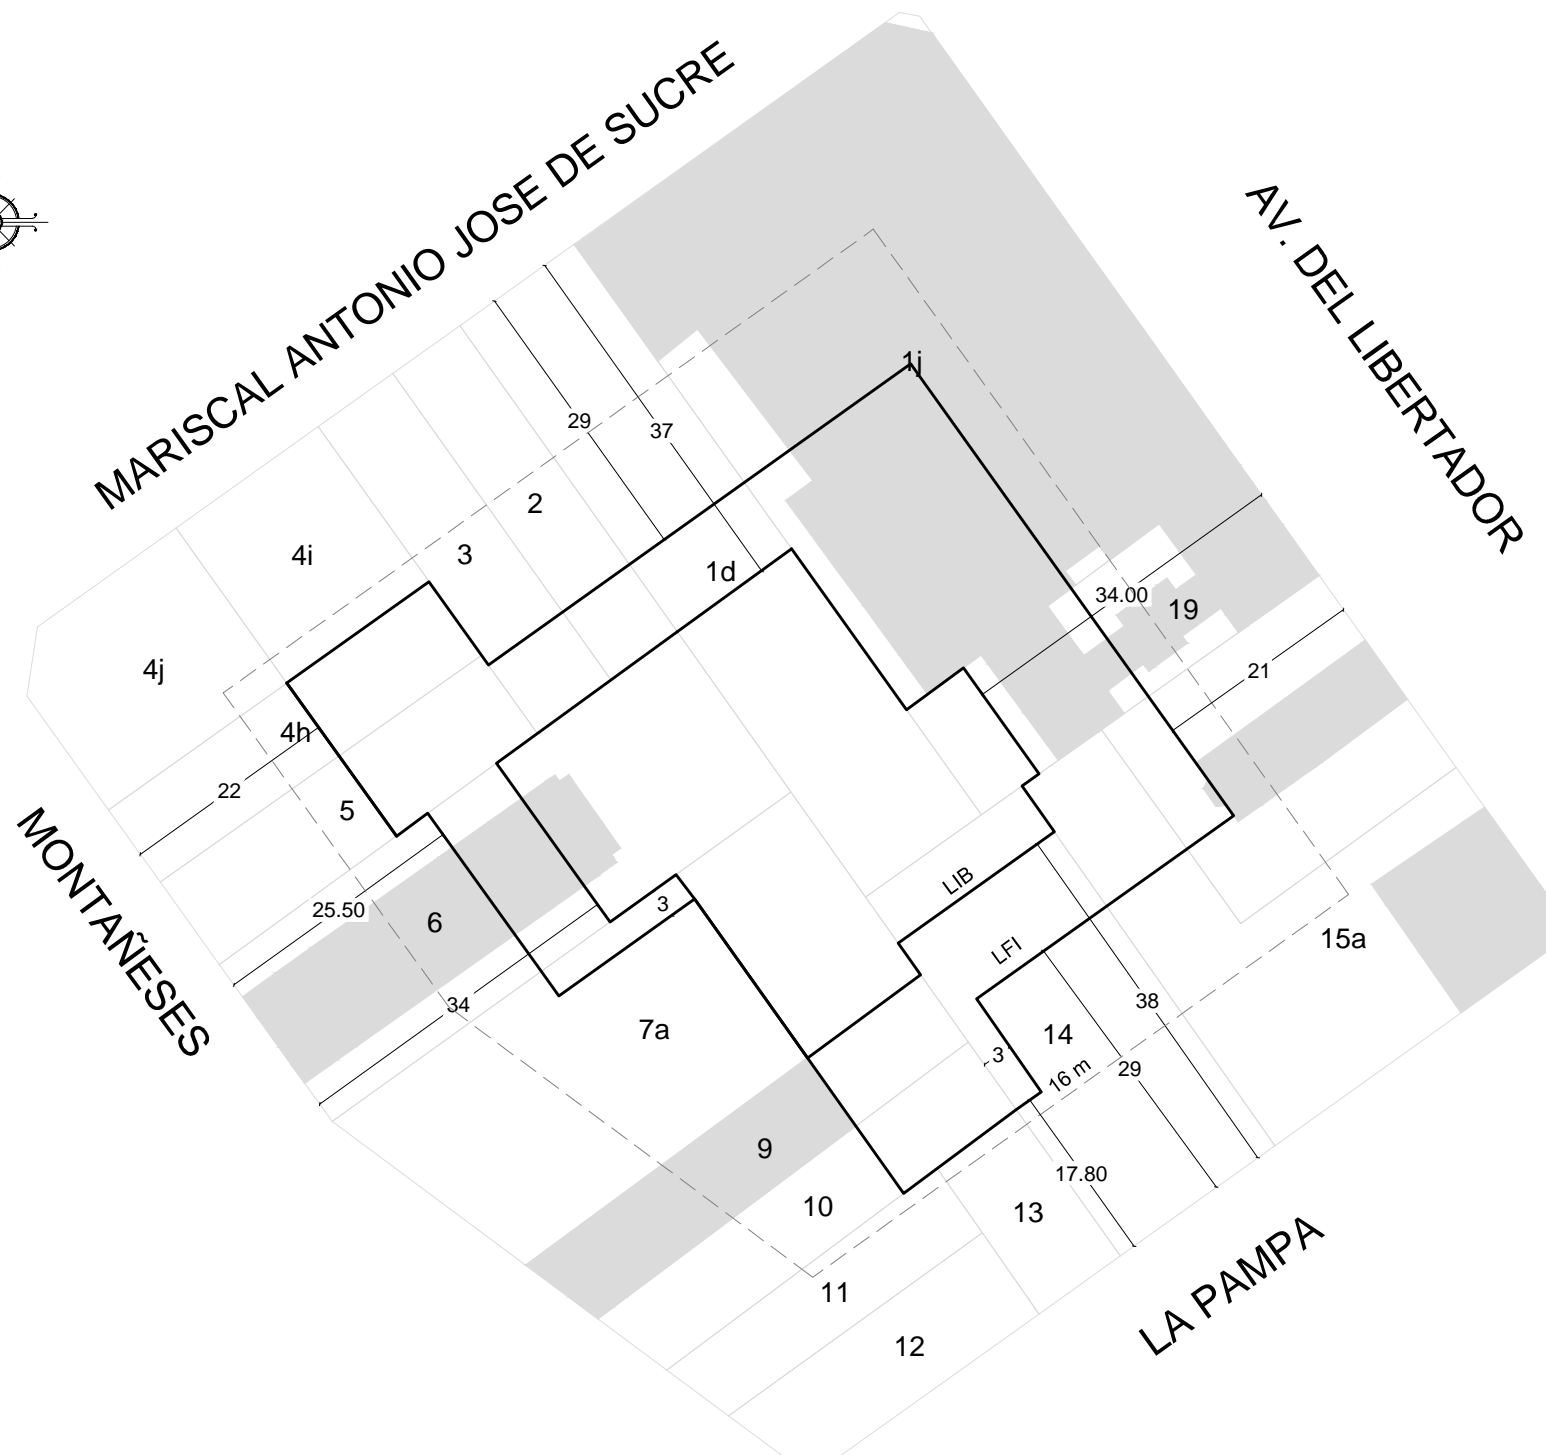 MARISCAL ANTONIO JOSE DE SUCRE
AV. DEL LIBERTADOR
1j
29
37
2
3
4i
1d
34.00
19
4j
21
4h
22
5
MONTAÑESES
LIB
3
25.50
6
15a
LFI
34
38
7a
14
3
29
16 m
9
17.80
10
13
LA PAMPA
11
12